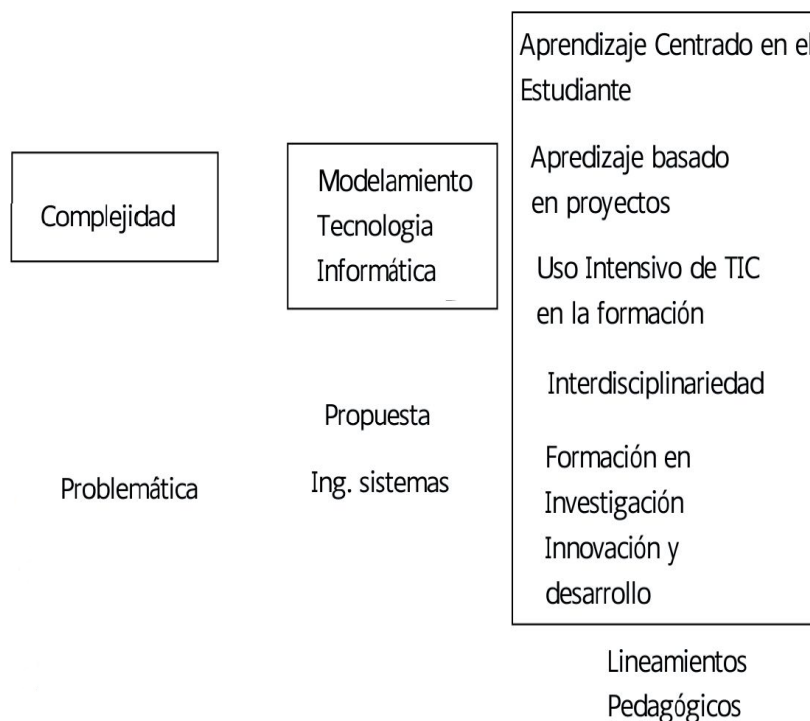 Complejidad
Problemática
Modelamiento
Tecnologia
Informática
Propuesta
Ing. sistemas
Aprendizaje Centrado en el
Estudiante
Apredizaje basado
en proyectos
Uso Intensivo de TIC
en la formación
Interdisciplinariedad
Formación en
Investigación
Innovación y
desarrollo
Lineamientos
Pedagógicos